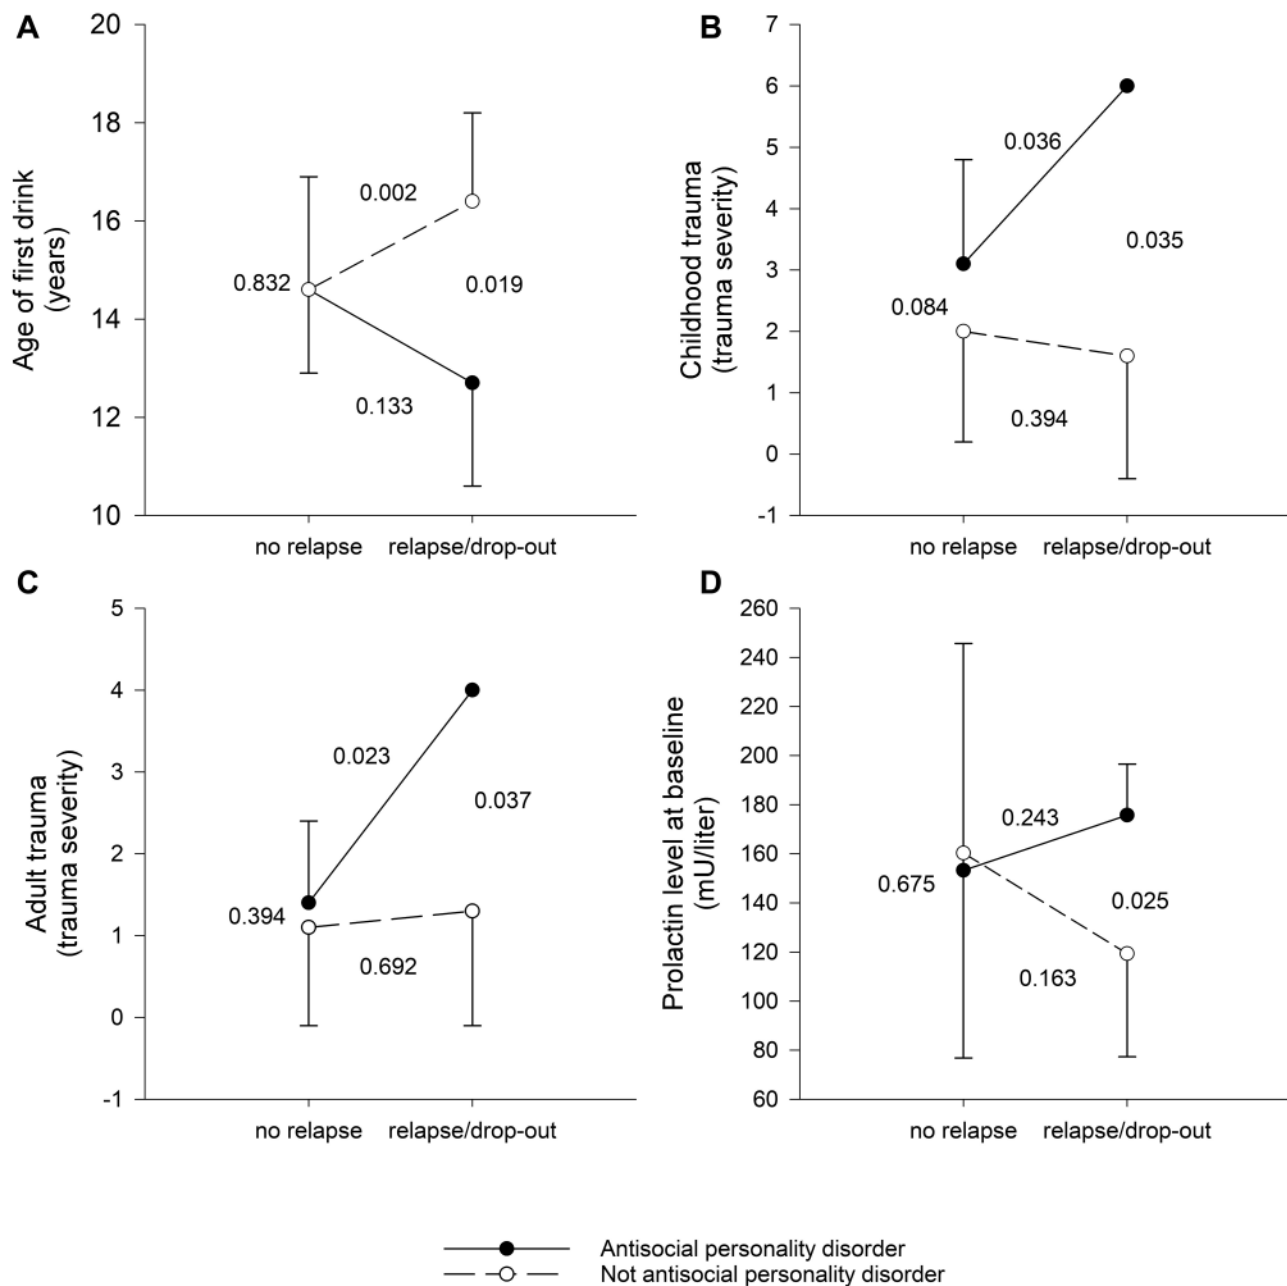 A
Age of first drink
(years)
20
18
16
14
12
10
0.002
0.832
0.019
0.133
no relapse
relapse/drop-out
B
Childhood trauma
(trauma severity)
7
6
5
4
3
2
1
0
-1
0.036
0.035
0.084
0.394
no relapse
relapse/drop-out
C
Adult trauma
(trauma severity)
5
4
3
2
1
0
-1
0.023
0.037
0.394
0.692
no relapse
relapse/drop-out
D
Prolactin level at baseline
(mU/liter)
260
240
220
200
180
160
140
120
100
80
60
0.243
0.675
0.025
0.163
no relapse
relapse/drop-out
Antisocial personality disorder
Not antisocial personality disorder